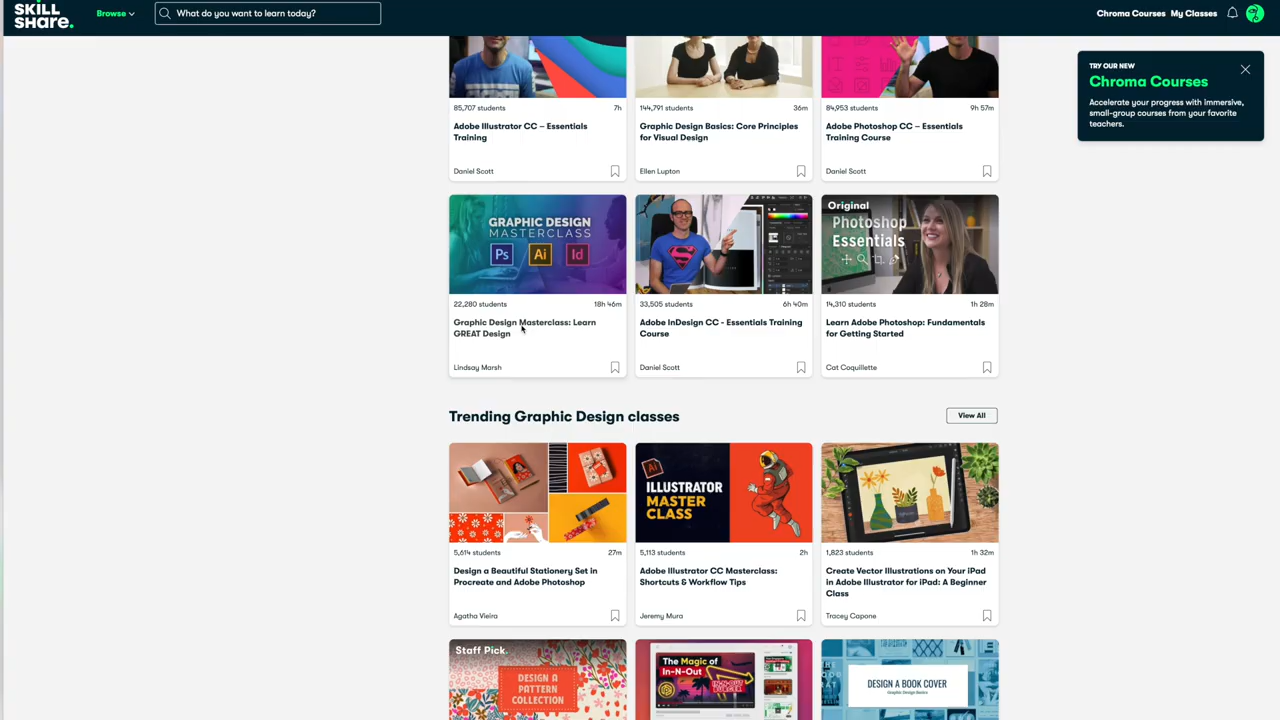 SKILL
SHARE.
Browse
What do you want to learn today?
Chroma Courses
My Classes
TRY OUR NEW
Chroma Courses
Accelerate your progress with immersive,
small-group courses from your favorite
teachers.
85,707 students
7h
Adobe Illustrator CC – Essentials
Training
Daniel Scott
144,791 students
36m
Graphic Design Basics: Core Principles
for Visual Design
Ellen Lupton
84,953 students
9h 57m
Adobe Photoshop CC – Essentials
Training Course
Daniel Scott
GRAPHIC DESIGN
MASTERCLASS
Ps
Ai
Id
22,280 students
18h 46m
Graphic Design Masterclass: Learn
GREAT Design
Lindsay Marsh
33,505 students
6h 40m
Adobe InDesign CC - Essentials Training
Course
Daniel Scott
Original
Photoshop
Essentials
14,310 students
1h 28m
Learn Adobe Photoshop: Fundamentals
for Getting Started
Cat Coquillette
Trending Graphic Design classes
View All
5,614 students
27m
Design a Beautiful Stationery Set in
Procreate and Adobe Photoshop
Agatha Vieira
Ai
ILLUSTRATOR
MASTER
CLASS
5,113 students
2h
Adobe Illustrator CC Masterclass:
Shortcuts & Workflow Tips
Jeremy Mura
1,823 students
1h 32m
Create Vector Illustrations on Your iPad
in Adobe Illustrator for iPad: A Beginner
Class
Tracey Capone
Staff Pick.
DESIGN A
PATTERN
COLLECTION
The Magic of
In-N-Out
DESIGN A BOOK COVER
Graphic Design Basics